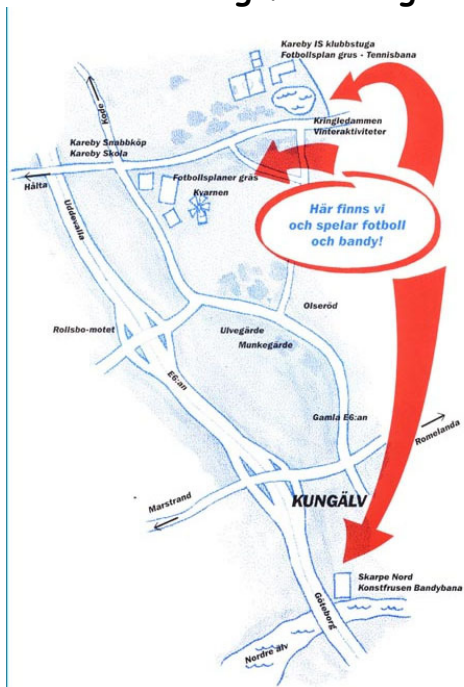 Kareby IS klubbstuga
Fotbollsplan grus - Tennisbana
Kode
Kringledammen
Vinteraktiviteter
Kareby Snabbköp
Kareby Skola
Hålta
Fotbollsplaner gräs
Kvarnen
Uddevalla
Här finns vi
och spelar fotboll
och bandy!
Olseröd
Rollsbo-motet
Ulvegärde
Munkegärde
E6:an
Gamla E6:an
Romelanda
Marstrand
KUNGÄLV
Skarpe Nord
Konstfrusen Bandybana
Göteborg
Nordre älv